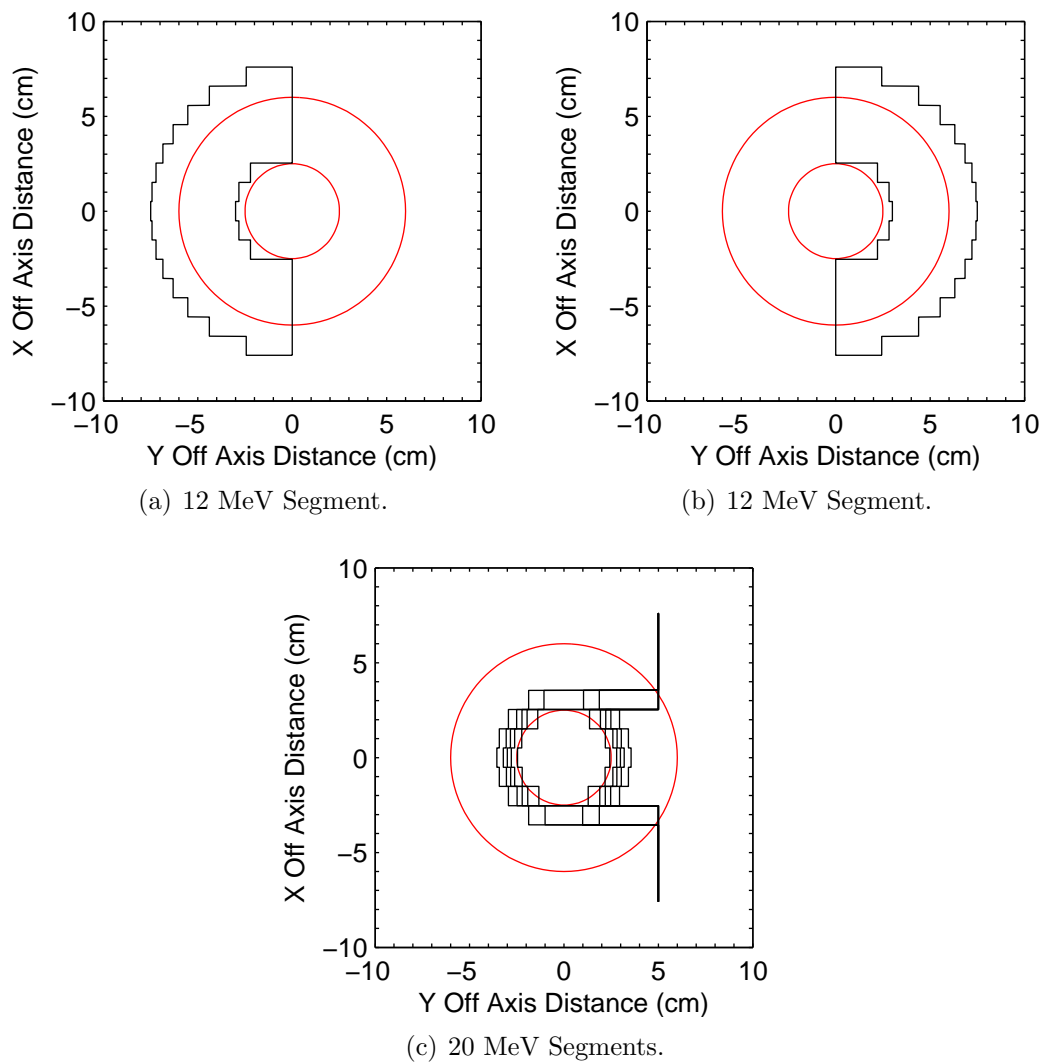 10
5
0
−5
−10
X Off Axis Distance (cm)
−10 −5 0 5 10
Y Off Axis Distance (cm)
(a) 12 MeV Segment.
10
5
0
−5
−10
X Off Axis Distance (cm)
−10 −5 0 5 10
Y Off Axis Distance (cm)
(b) 12 MeV Segment.
10
5
0
−5
−10
X Off Axis Distance (cm)
−10 −5 0 5 10
Y Off Axis Distance (cm)
(c) 20 MeV Segments.